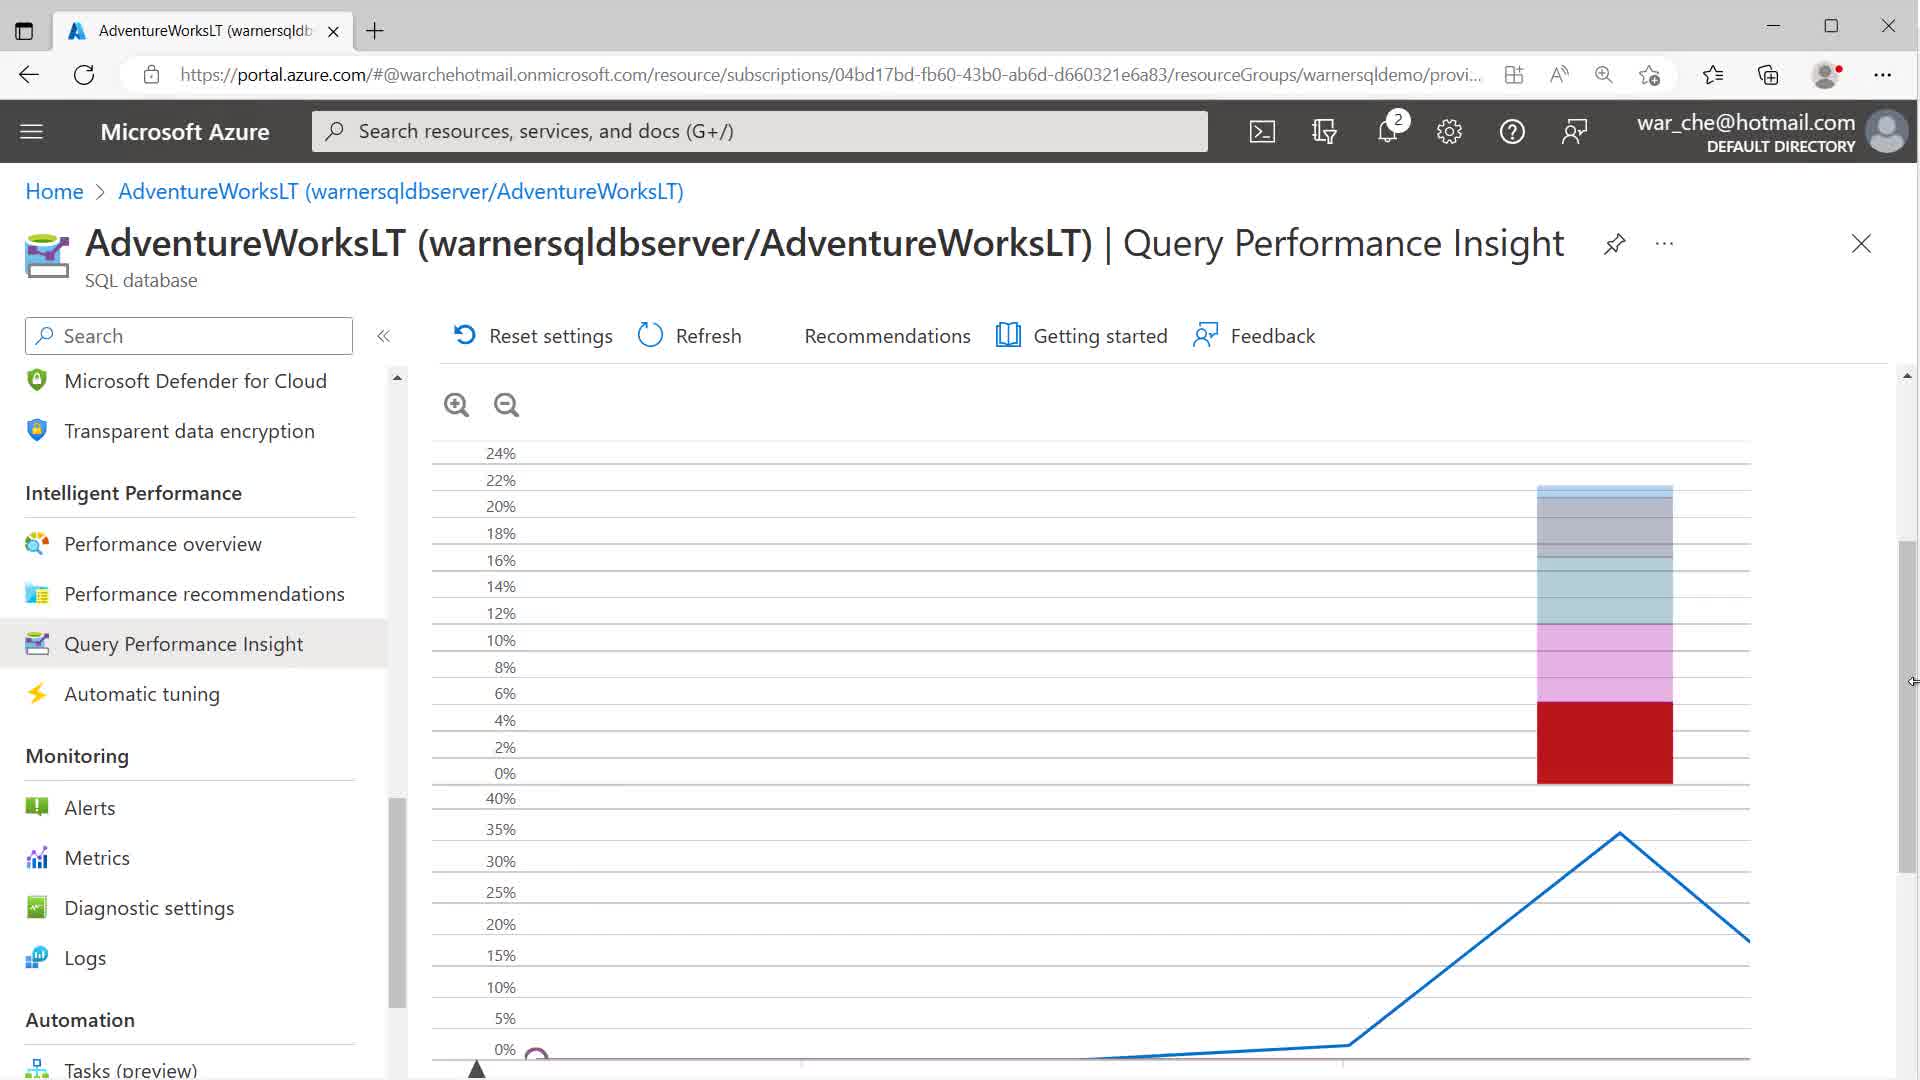 AdventureWorksLT (warnersqldb
https://portal.azure.com/#@warchehotmail.onmicrosoft.com/resource/subscriptions/04bd17bd-fb60-43b0-ab6d-d660321e6a83/resourceGroups/warnersqldemo/provi...
Microsoft Azure
Search resources, services, and docs (G+/)
2
war_che@hotmail.com
DEFAULT DIRECTORY
Home > AdventureWorksLT (warnersqldbserver/AdventureWorksLT)
AdventureWorksLT (warnersqldbserver/AdventureWorksLT) | Query Performance Insight
SQL database
Search
Reset settings
Refresh
Recommendations
Getting started
Feedback
Microsoft Defender for Cloud
Transparent data encryption
Intelligent Performance
Performance overview
Performance recommendations
Query Performance Insight
Automatic tuning
Monitoring
Alerts
Metrics
Diagnostic settings
Logs
Automation
Tasks (preview)
24%
22%
20%
18%
16%
14%
12%
10%
8%
6%
4%
2%
0%
40%
35%
30%
25%
20%
15%
10%
5%
0%